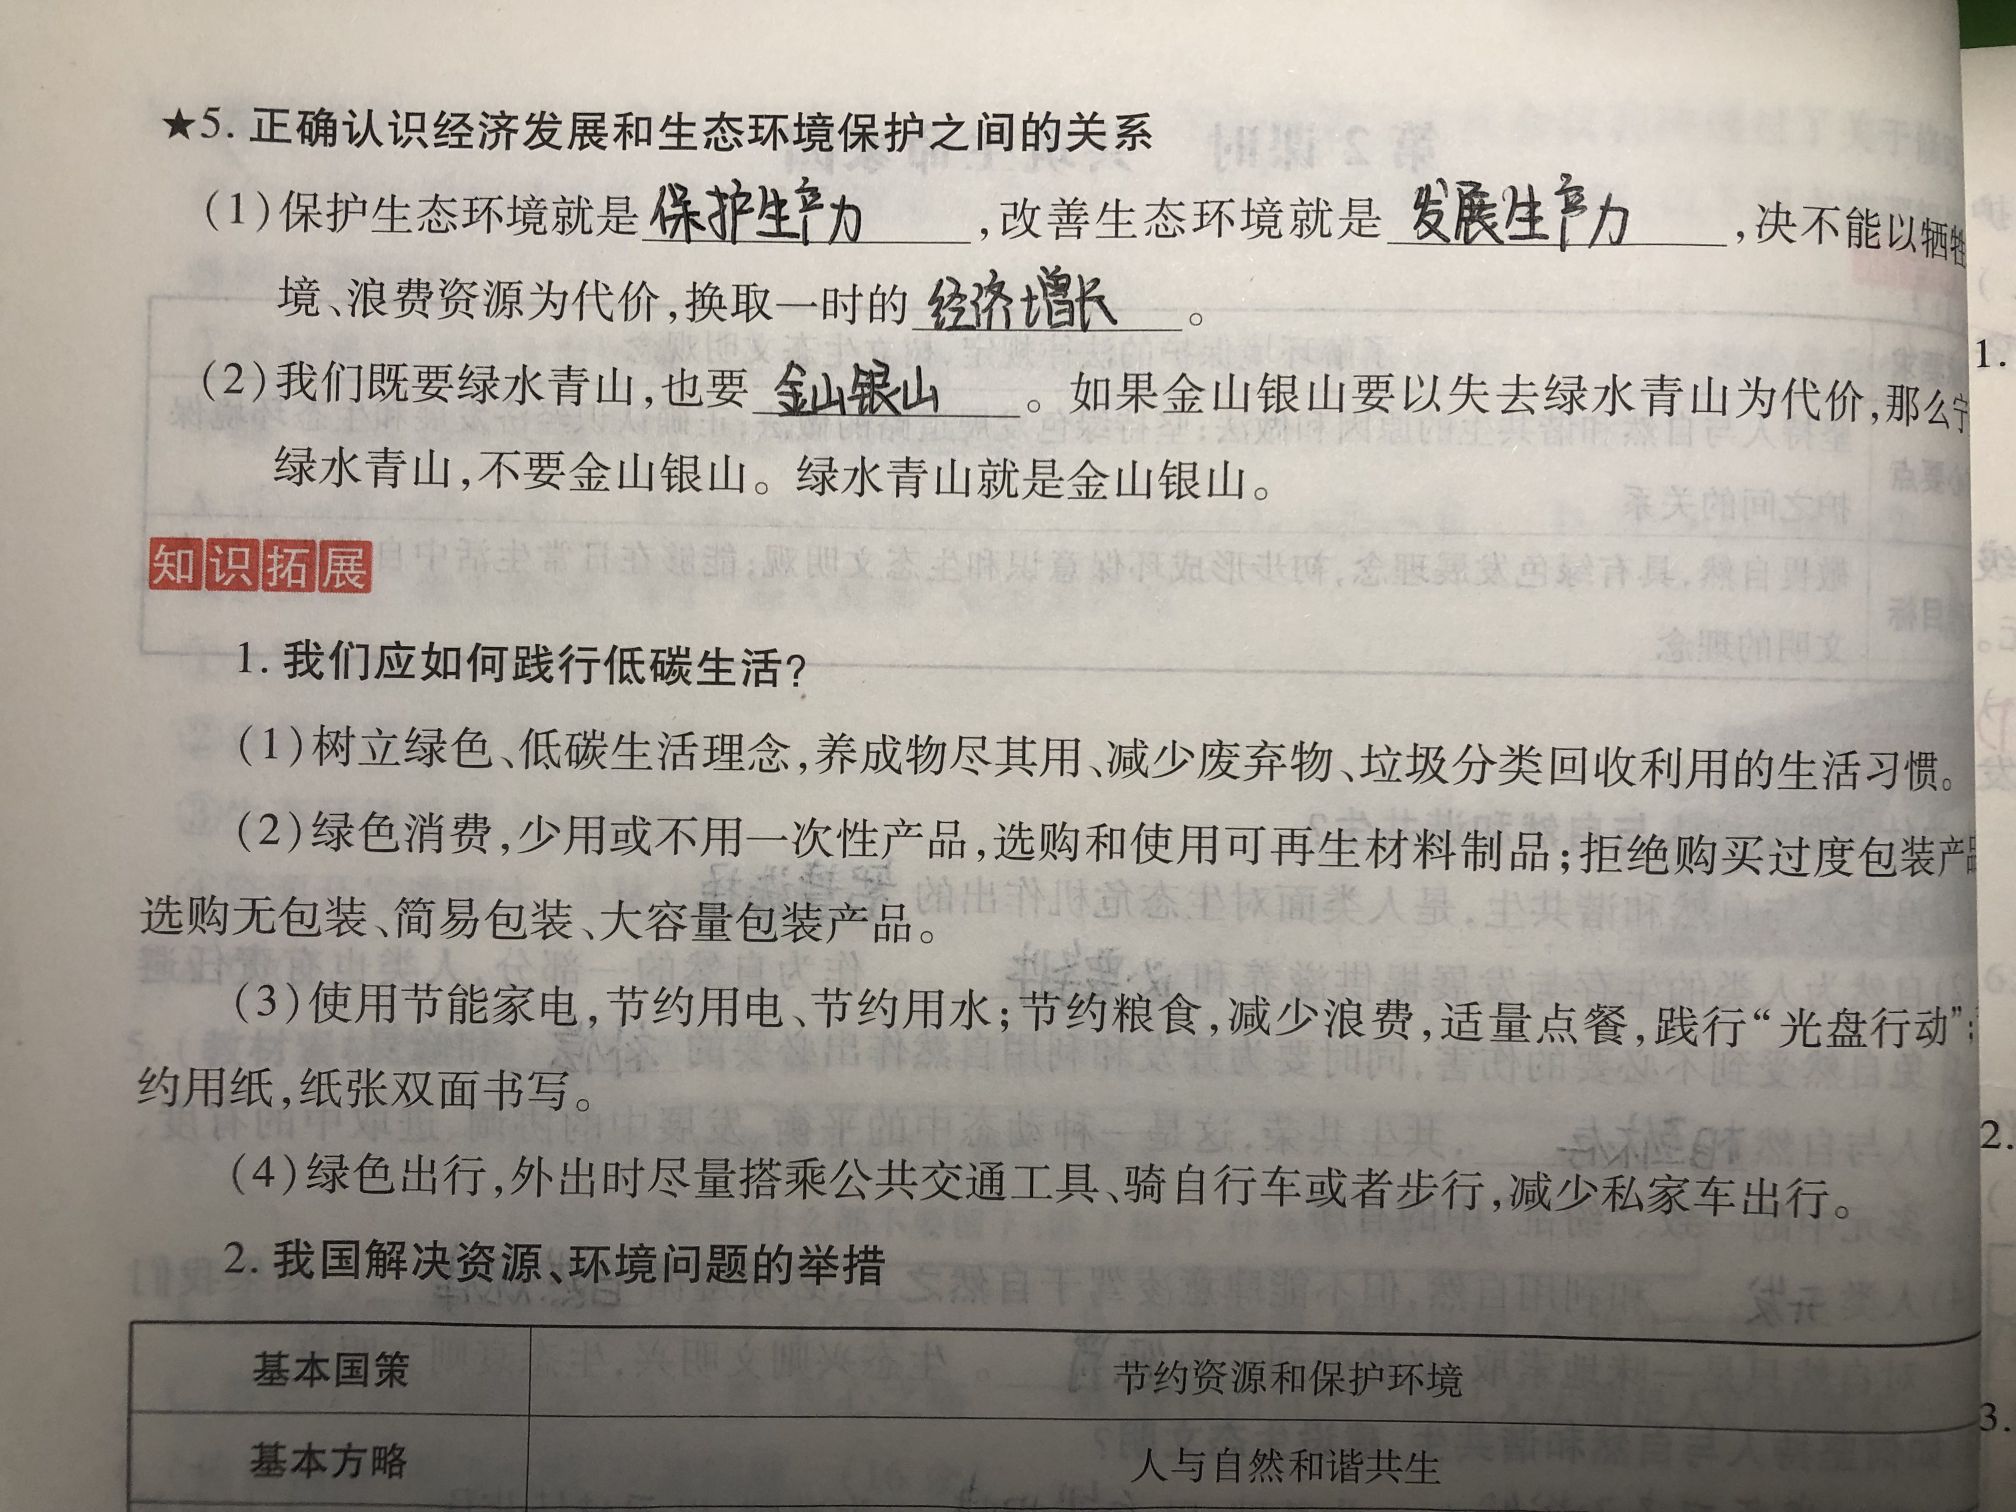 ★5. 正确认识经济发展和生态环境保护之间的关系
(1)保护生态环境就是保护生产力,改善生态环境就是发展生产力,决不能以牺牲
境、浪费资源为代价,换取一时的经济增长。
(2)我们既要绿水青山,也要金山银山。如果金山银山要以失去绿水青山为代价,那么宁
绿水青山,不要金山银山。绿水青山就是金山银山。
知识拓展
1. 我们应如何践行低碳生活?
(1)树立绿色、低碳生活理念,养成物尽其用、减少废弃物、垃圾分类回收利用的生活习惯。
(2)绿色消费,少用或不用一次性产品,选购和使用可再生材料制品;拒绝购买过度包装产品
选购无包装、简易包装、大容量包装产品。
(3)使用节能家电,节约用电、节约用水;节约粮食,减少浪费,适量点餐,践行“光盘行动”;
约用纸,纸张双面书写。
(4)绿色出行,外出时尽量搭乘公共交通工具、骑自行车或者步行,减少私家车出行。
2. 我国解决资源、环境问题的举措
基本国策 节约资源和保护环境
基本方略 人与自然和谐共生
1.
2.
3.